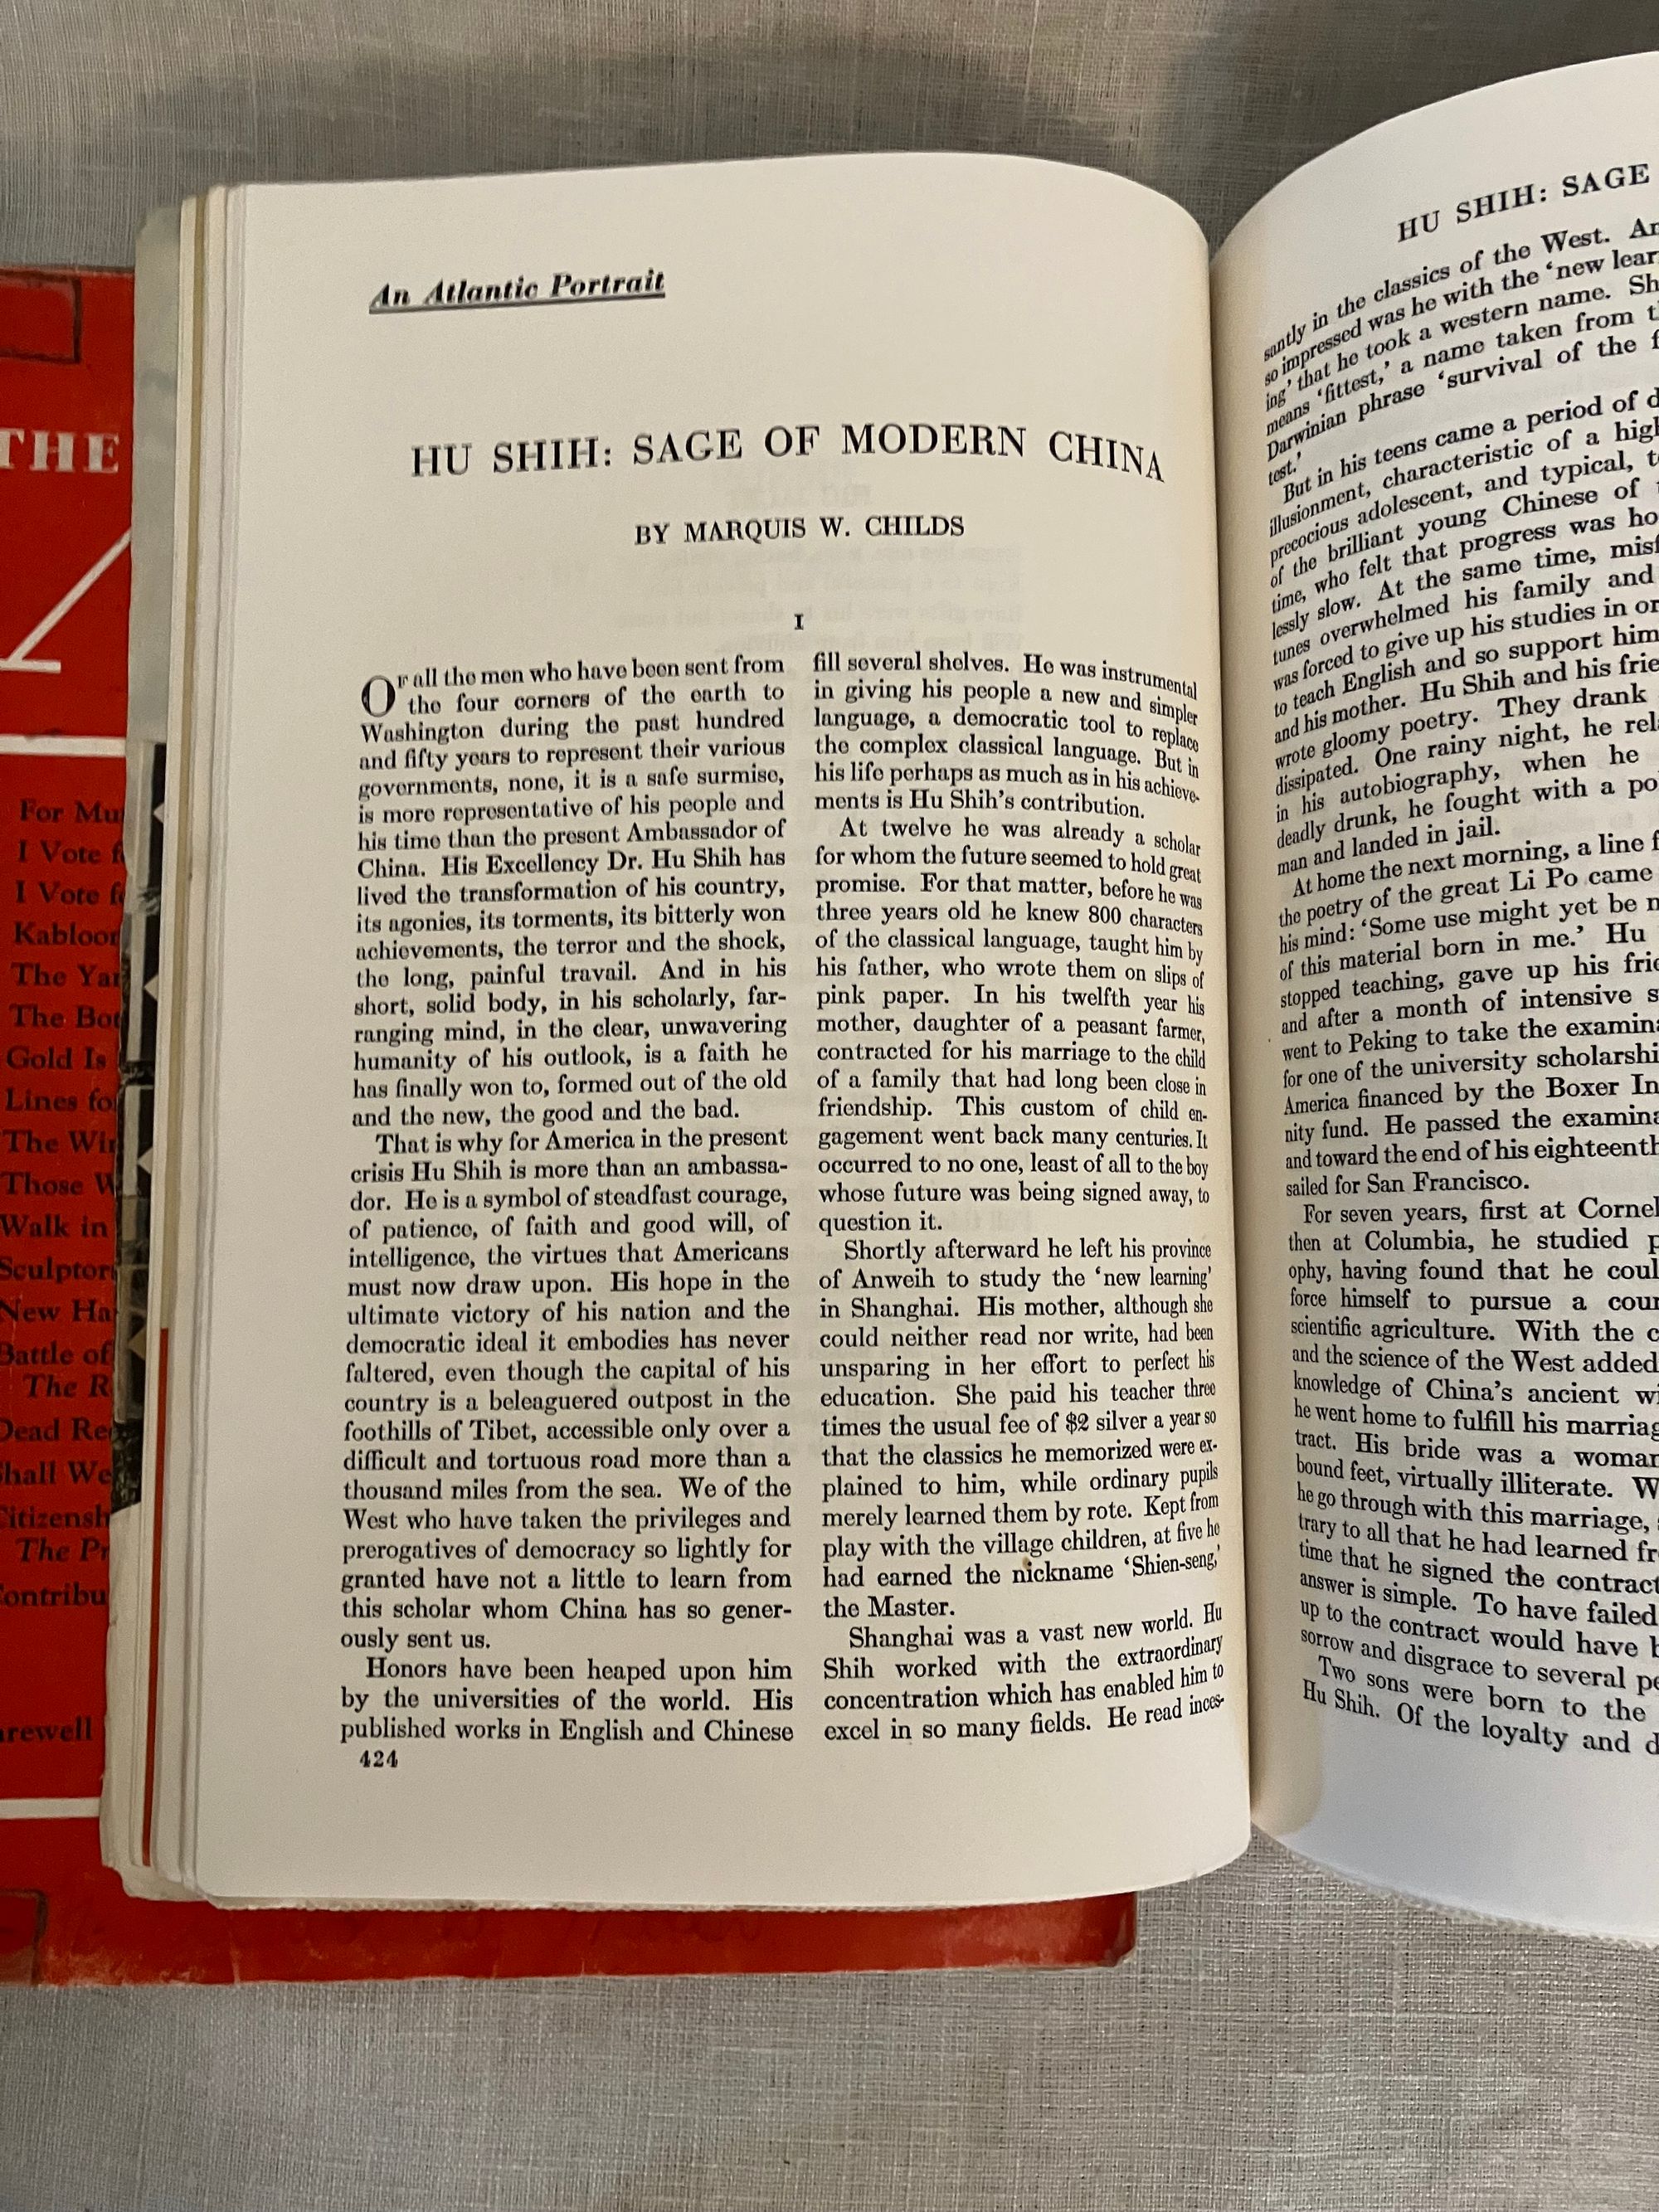 THE
For Mu
I Vote f
I Vote f
Kabloon
The Yan
The Bo
Gold Is
Lines fo
The Win
Those W
Walk in
Sculptor
New Ha
Battle of
The R
Dead Re
Shall We
Citizensh
The Pr
Contribu
arewell
An Atlantic Portrait
HU SHIH: SAGE OF MODERN CHINA
BY MARQUIS W. CHILDS
I
OF all the men who have been sent from
the four corners of the earth to
Washington during the past hundred
and fifty years to represent their various
governments, none, it is a safe surmise,
is more representative of his people and
his time than the present Ambassador of
China. His Excellency Dr. Hu Shih has
lived the transformation of his country,
its agonies, its torments, its bitterly won
achievements, the terror and the shock,
the long, painful travail. And in his
short, solid body, in his scholarly, far-
ranging mind, in the clear, unwavering
humanity of his outlook, is a faith he
has finally won to, formed out of the old
and the new, the good and the bad.
That is why for America in the present
crisis Hu Shih is more than an ambassa-
dor. He is a symbol of steadfast courage,
of patience, of faith and good will, of
intelligence, the virtues that Americans
must now draw upon. His hope in the
ultimate victory of his nation and the
democratic ideal it embodies has never
faltered, even though the capital of his
country is a beleaguered outpost in the
foothills of Tibet, accessible only over a
difficult and tortuous road more than a
thousand miles from the sea. We of the
West who have taken the privileges and
prerogatives of democracy so lightly for
granted have not a little to learn from
this scholar whom China has so gener-
ously sent us.
Honors have been heaped upon him
by the universities of the world. His
published works in English and Chinese
424
fill several shelves. He was instrumental
in giving his people a new and simpler
language, a democratic tool to replace
the complex classical language. But in
his life perhaps as much as in his achieve-
ments is Hu Shih's contribution.
At twelve he was already a scholar
for whom the future seemed to hold great
promise. For that matter, before he was
three years old he knew 800 characters
of the classical language, taught him by
his father, who wrote them on slips of
pink paper. In his twelfth year his
mother, daughter of a peasant farmer,
contracted for his marriage to the child
of a family that had long been close in
friendship. This custom of child en-
gagement went back many centuries. It
occurred to no one, least of all to the boy
whose future was being signed away, to
question it.
Shortly afterward he left his province
of Anweih to study the 'new learning'
in Shanghai. His mother, although she
could neither read nor write, had been
unsparing in her effort to perfect his
education. She paid his teacher three
times the usual fee of $2 silver a year so
that the classics he memorized were ex-
plained to him, while ordinary pupils
merely learned them by rote. Kept from
play with the village children, at five he
had earned the nickname 'Shien-seng,'
the Master.
Shanghai was a vast new world. Hu
Shih worked with the extraordinary
concentration which has enabled him to
excel in so many fields. He read inces-
HU SHIH: SAGE
santly in the classics of the West. An
so impressed was he with the 'new lear
ing' that he took a western name. Sh
means 'fittest,' a name taken from t
Darwinian phrase 'survival of the f
test.'
But in his teens came a period of d
illusionment, characteristic of a high
precocious adolescent, and typical, t
of the brilliant young Chinese of
time, who felt that progress was ho
lessly slow. At the same time, misf
tunes overwhelmed his family and
was forced to give up his studies in or
to teach English and so support him
and his mother. Hu Shih and his frie
wrote gloomy poetry. They drank
dissipated. One rainy night, he rela
in his autobiography, when he
deadly drunk, he fought with a po
man and landed in jail.
At home the next morning, a line f
the poetry of the great Li Po came
his mind: 'Some use might yet be m
of this material born in me.' Hu
stopped teaching, gave up his frie
and after a month of intensive s
went to Peking to take the examina
for one of the university scholarshi
America financed by the Boxer In
nity fund. He passed the examina
and toward the end of his eighteenth
sailed for San Francisco.
For seven years, first at Cornel
then at Columbia, he studied p
ophy, having found that he coul
force himself to pursue a cour
scientific agriculture. With the c
and the science of the West added
knowledge of China's ancient wi
he went home to fulfill his marriag
tract. His bride was a woman
bound feet, virtually illiterate. W
he go through with this marriage,
trary to all that he had learned fr
time that he signed the contract
answer is simple. To have failed
up to the contract would have b
sorrow and disgrace to several pe
Two sons were born to the
Hu Shih. Of the loyalty and d